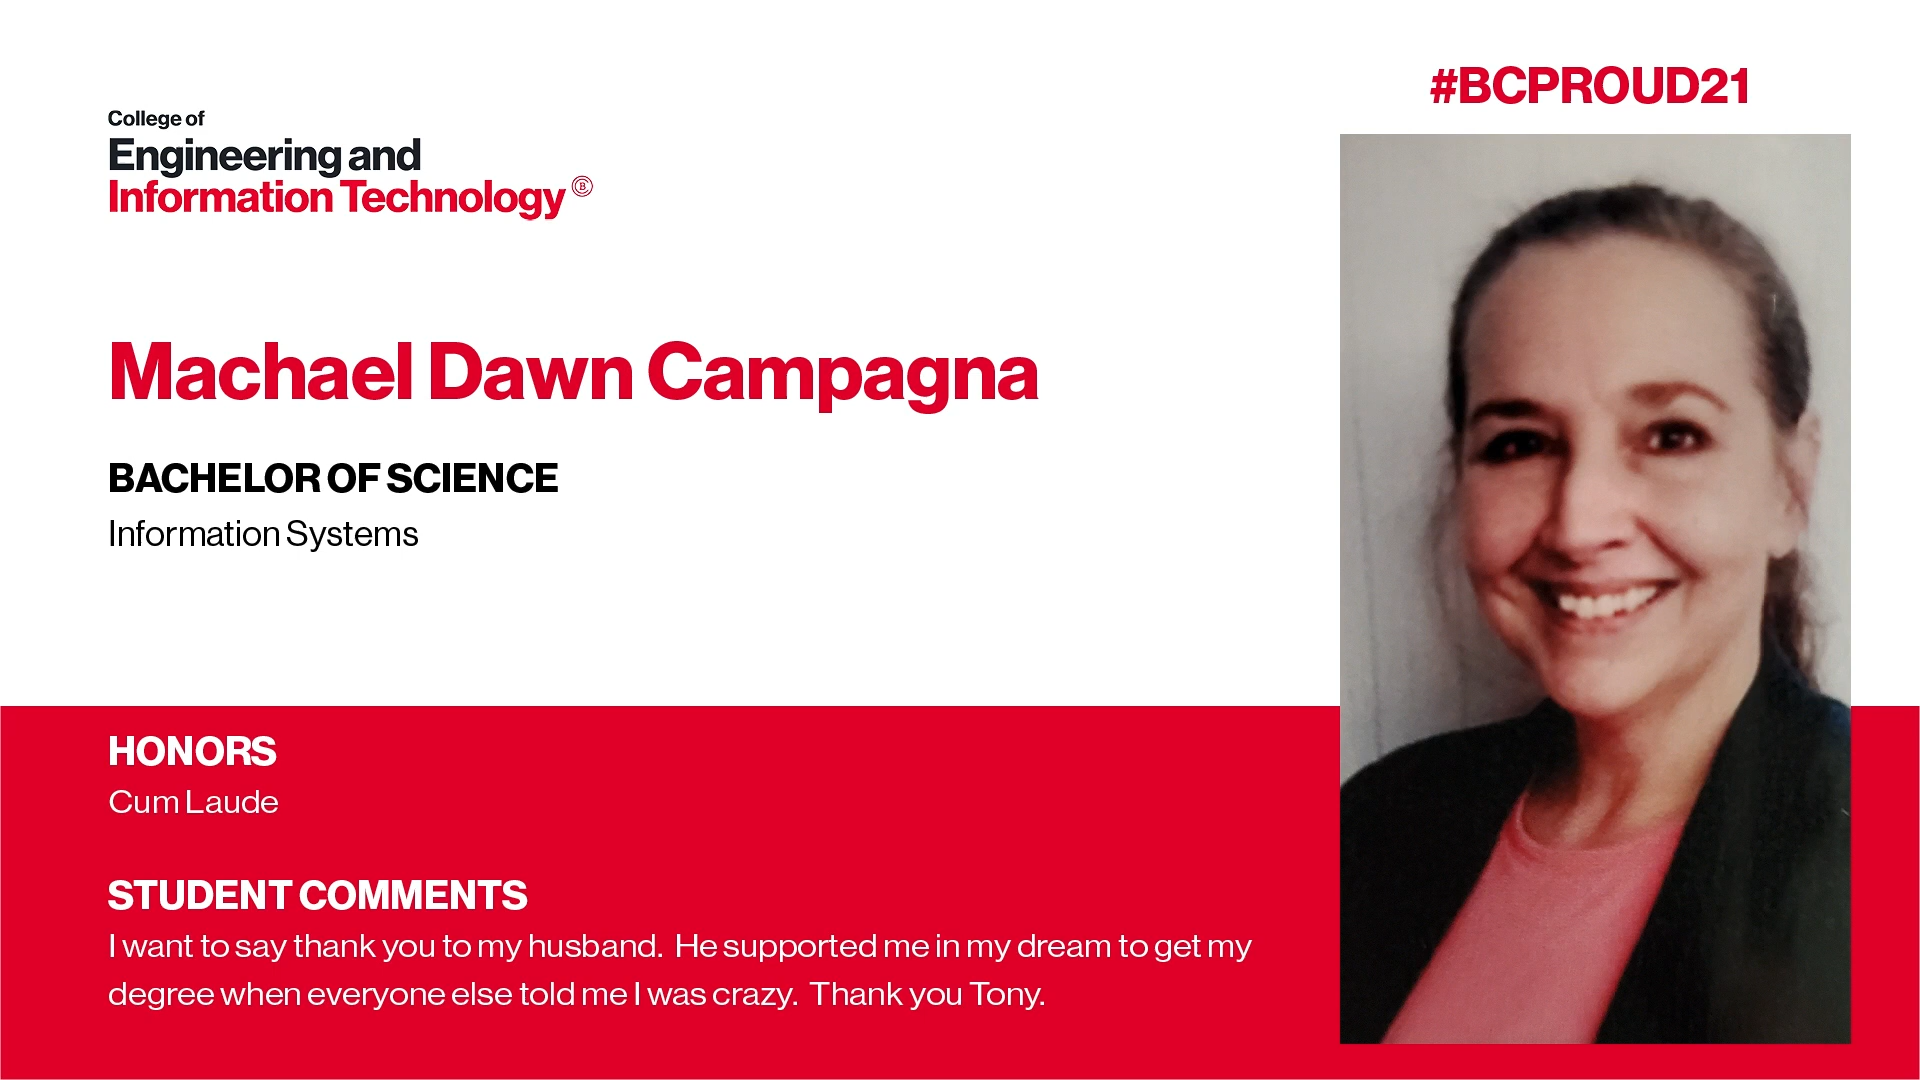 #BCPROUD21
College of
Engineering and
Information Technology
Machael Dawn Campagna
BACHELOR OF SCIENCE
Information Systems
HONORS
Cum Laude
STUDENT COMMENTS
I want to say thank you to my husband.  He supported me in my dream to get my
degree when everyone else told me I was crazy.  Thank you Tony.